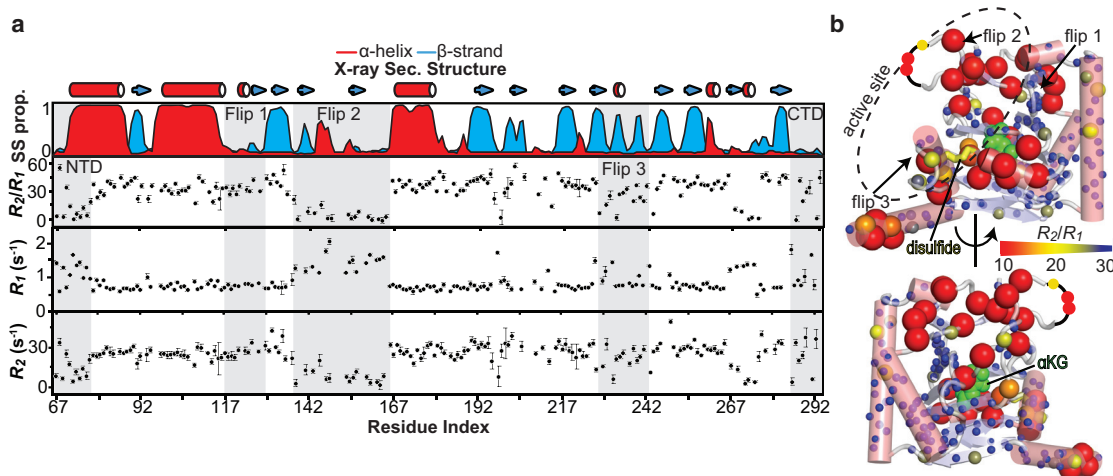 a
α-helix β-strand
X-ray Sec. Structure
SS prop.
1
0
Flip 1
Flip 2
CTD
R2/R1
60
30
0
NTD
Flip 3
R1 (s⁻¹)
2
1
0
R2 (s⁻¹)
30
0
67 92 117 142 167 192 217 242 267 292
Residue Index
b
flip 2
flip 1
active site
flip 3
disulfide
R2/R1
10 20 30
αKG